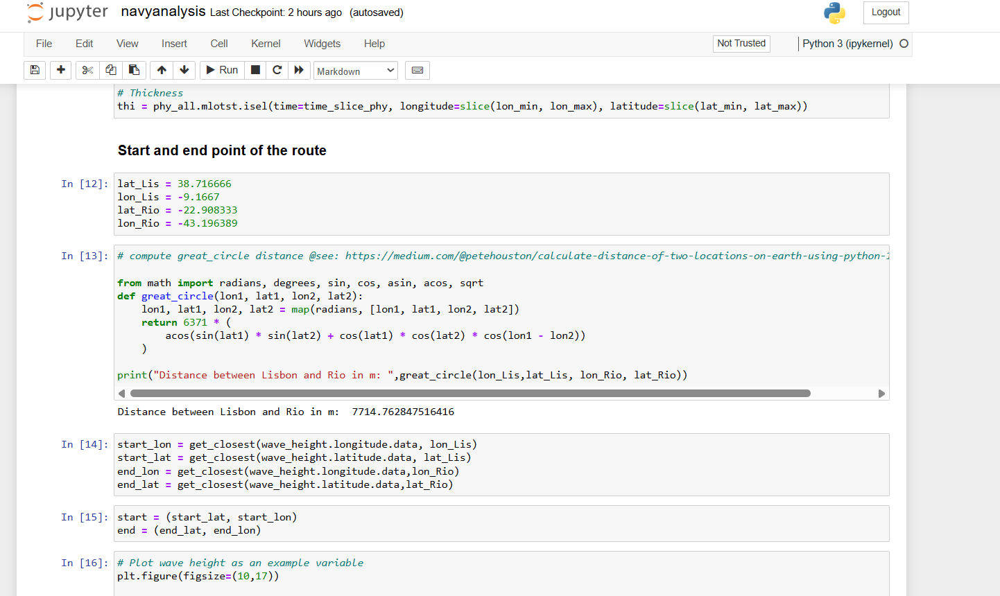 jupyter navyanalysis Last Checkpoint: 2 hours ago (autosaved)
Logout
File Edit View Insert Cell Kernel Widgets Help
Not Trusted
Python 3 (ipykernel)
Run
Markdown
# Thickness
thi = phy_all.mlotst.isel(time=time_slice_phy, longitude=slice(lon_min, lon_max), latitude=slice(lat_min, lat_max))
Start and end point of the route
In [12]:
lat_Lis = 38.716666
lon_Lis = -9.1667
lat_Rio = -22.908333
lon_Rio = -43.196389
In [13]:
# compute great_circle distance @see: https://medium.com/@petehouston/calculate-distance-of-two-locations-on-earth-using-python-1
from math import radians, degrees, sin, cos, asin, acos, sqrt
def great_circle(lon1, lat1, lon2, lat2):
    lon1, lat1, lon2, lat2 = map(radians, [lon1, lat1, lon2, lat2])
    return 6371 * (
        acos(sin(lat1) * sin(lat2) + cos(lat1) * cos(lat2) * cos(lon1 - lon2))
    )
print("Distance between Lisbon and Rio in m: ",great_circle(lon_Lis,lat_Lis, lon_Rio, lat_Rio))
Distance between Lisbon and Rio in m:  7714.762847516416
In [14]:
start_lon = get_closest(wave_height.longitude.data, lon_Lis)
start_lat = get_closest(wave_height.latitude.data, lat_Lis)
end_lon = get_closest(wave_height.longitude.data,lon_Rio)
end_lat = get_closest(wave_height.latitude.data,lat_Rio)
In [15]:
start = (start_lat, start_lon)
end = (end_lat, end_lon)
In [16]:
# Plot wave height as an example variable
plt.figure(figsize=(10,17))